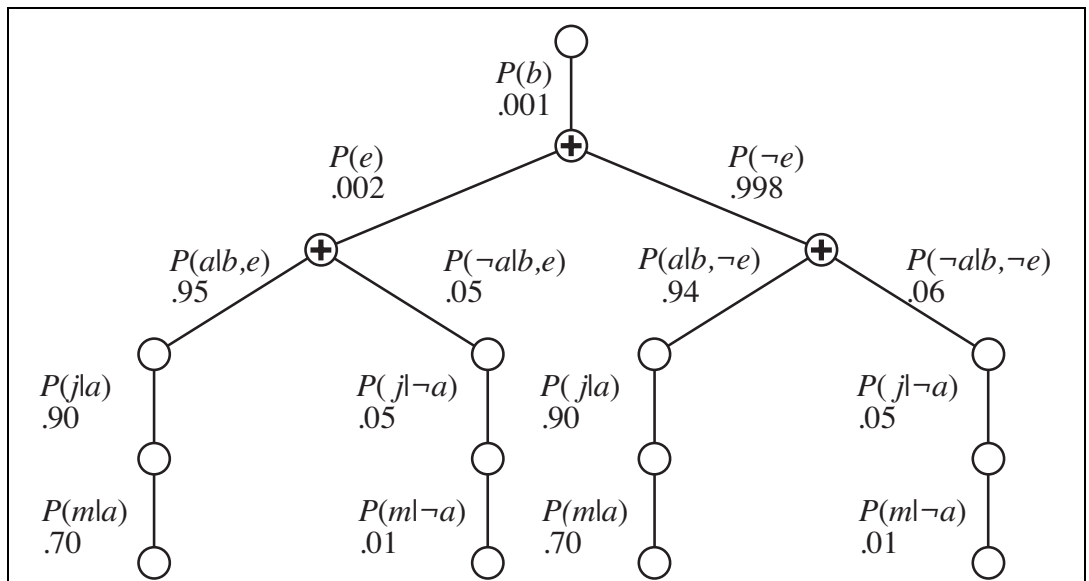 P(b)
.001
P(e)
.002
P(¬e)
.998
P(a|b,e)
.95
P(¬a|b,e)
.05
P(a|b,¬e)
.94
P(¬a|b,¬e)
.06
P(j|a)
.90
P(j|¬a)
.05
P(j|a)
.90
P(j|¬a)
.05
P(m|a)
.70
P(m|¬a)
.01
P(m|a)
.70
P(m|¬a)
.01